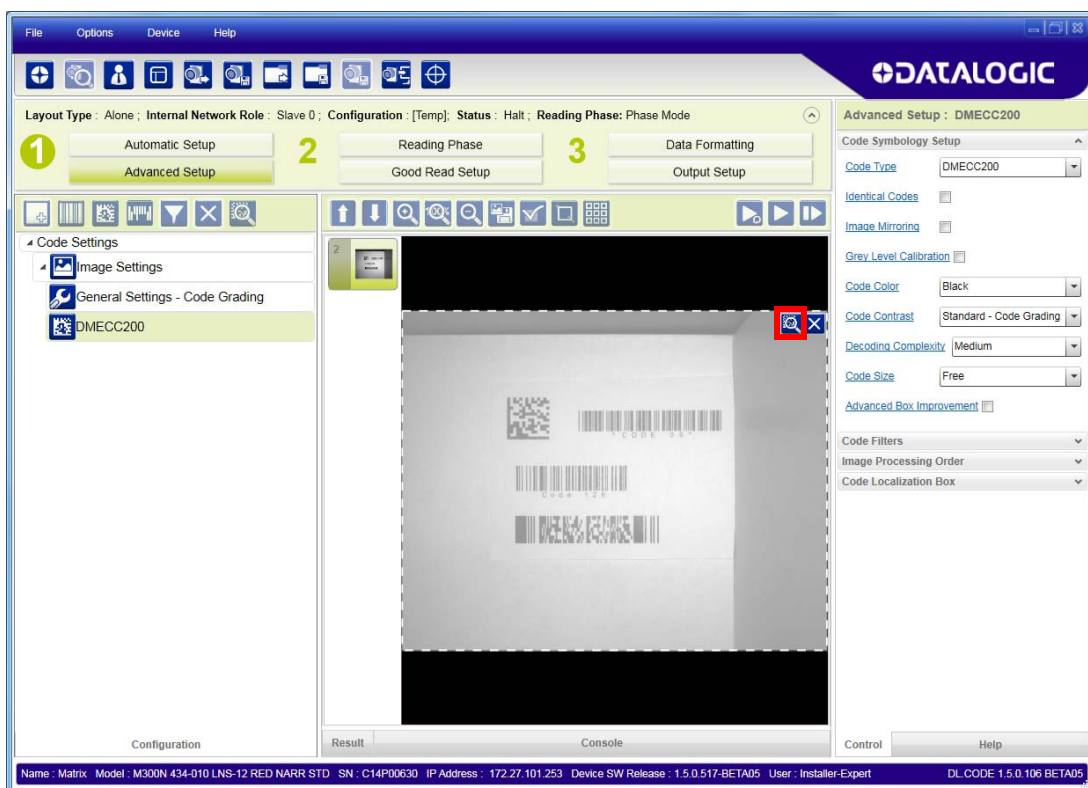 File Options Device Help
DATALOGIC
Layout Type : Alone ; Internal Network Role : Slave 0 ; Configuration : [Temp]; Status : Halt ; Reading Phase: Phase Mode
1 Automatic Setup
Advanced Setup
2 Reading Phase
Good Read Setup
3 Data Formatting
Output Setup
Code Settings
Image Settings
General Settings - Code Grading
DMECC200
Configuration
2
*CODE 39*
Code 128
Result Console
Advanced Setup : DMECC200
Code Symbology Setup
Code Type DMECC200
Identical Codes
Image Mirroring
Grey Level Calibration
Code Color Black
Code Contrast Standard - Code Grading
Decoding Complexity Medium
Code Size Free
Advanced Box Improvement
Code Filters
Image Processing Order
Code Localization Box
Control Help
Name : Matrix Model : M300N 434-010 LNS-12 RED NARR STD SN : C14P00630 IP Address : 172.27.101.253 Device SW Release : 1.5.0.517-BETA05 User : Installer-Expert DL.CODE 1.5.0.106 BETA05